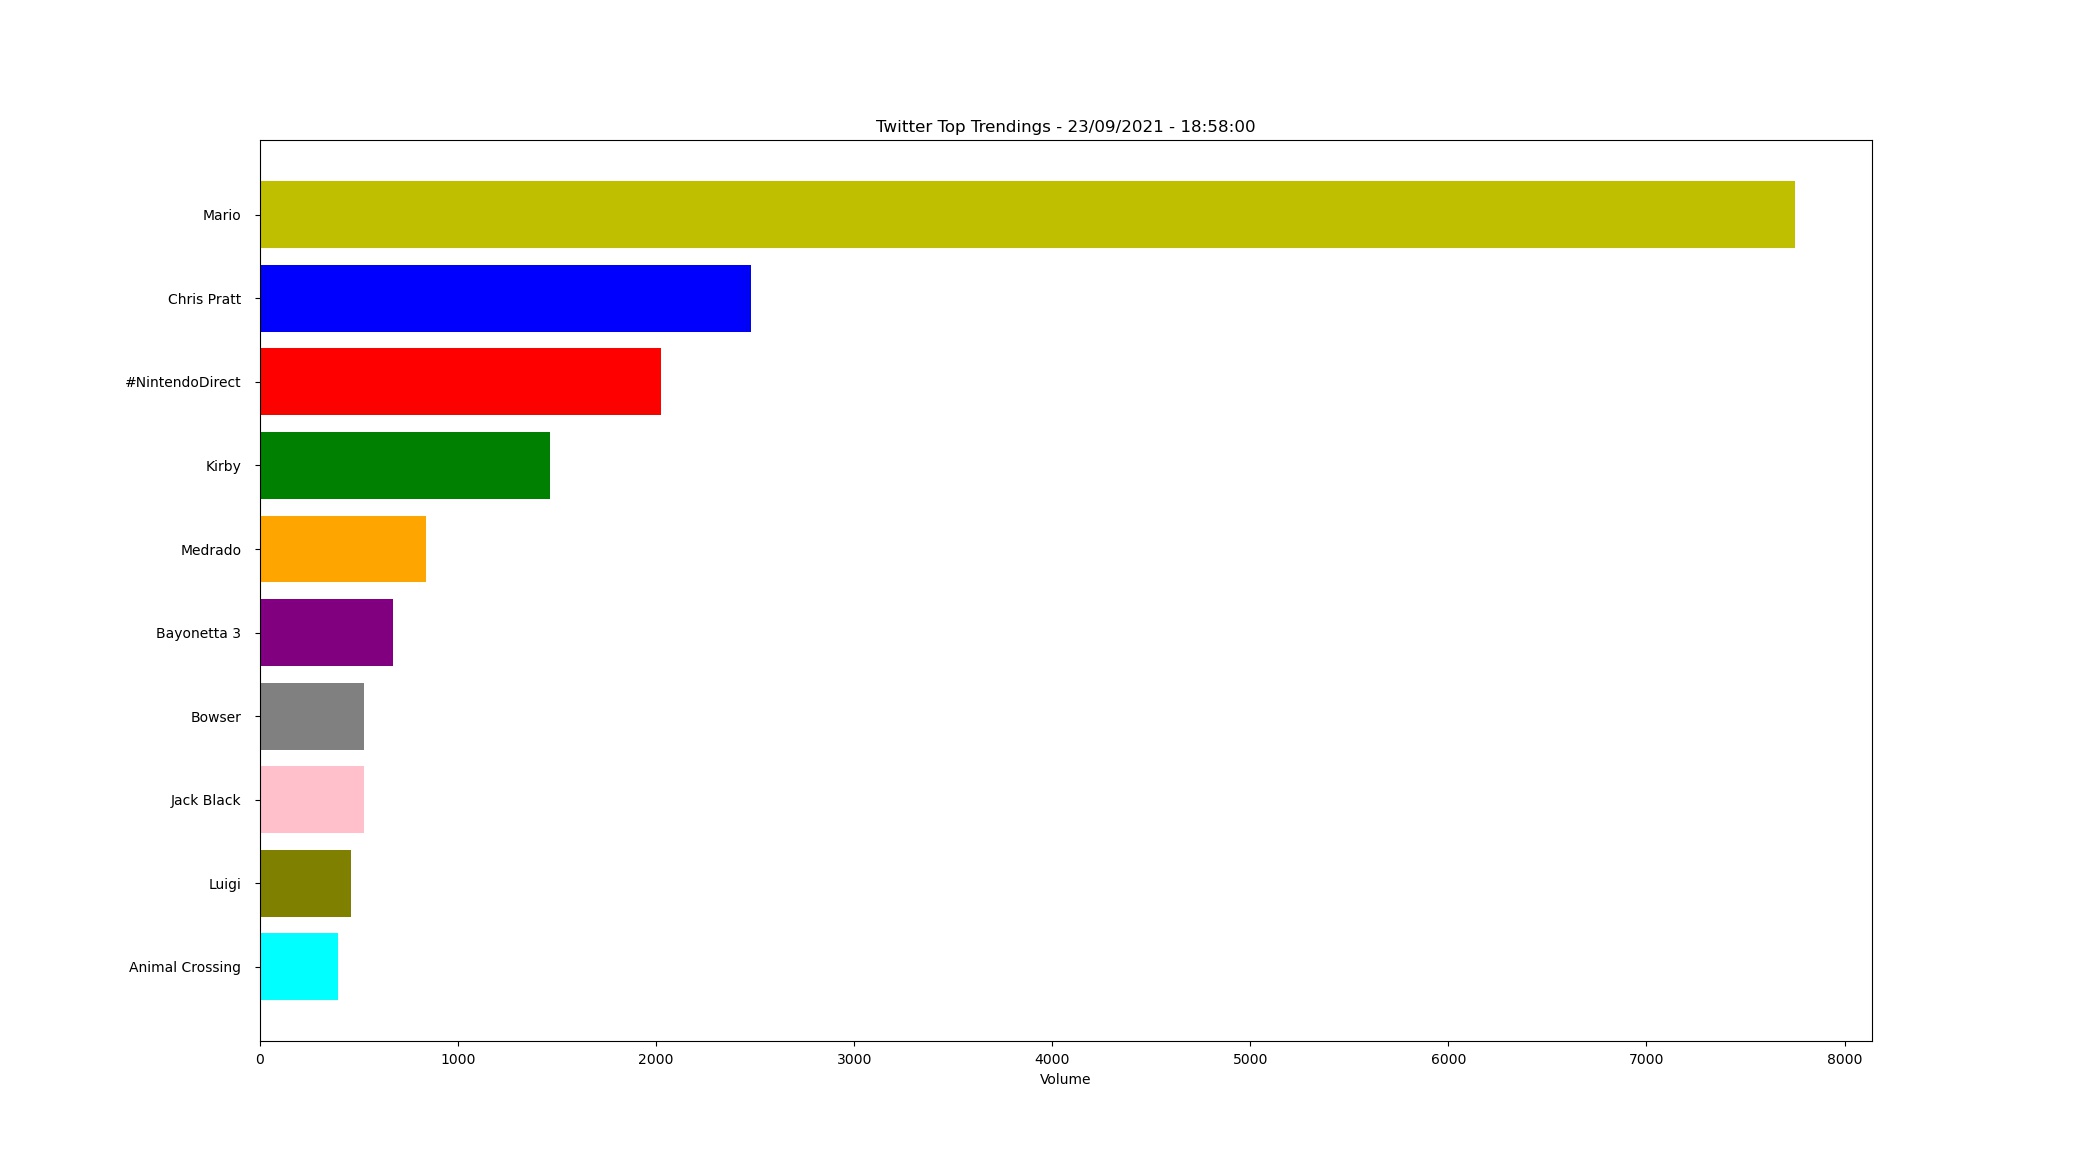 Twitter Top Trendings - 23/09/2021 - 18:58:00
Mario
Chris Pratt
#NintendoDirect
Kirby
Medrado
Bayonetta 3
Bowser
Jack Black
Luigi
Animal Crossing
0 1000 2000 3000 4000 5000 6000 7000 8000
Volume